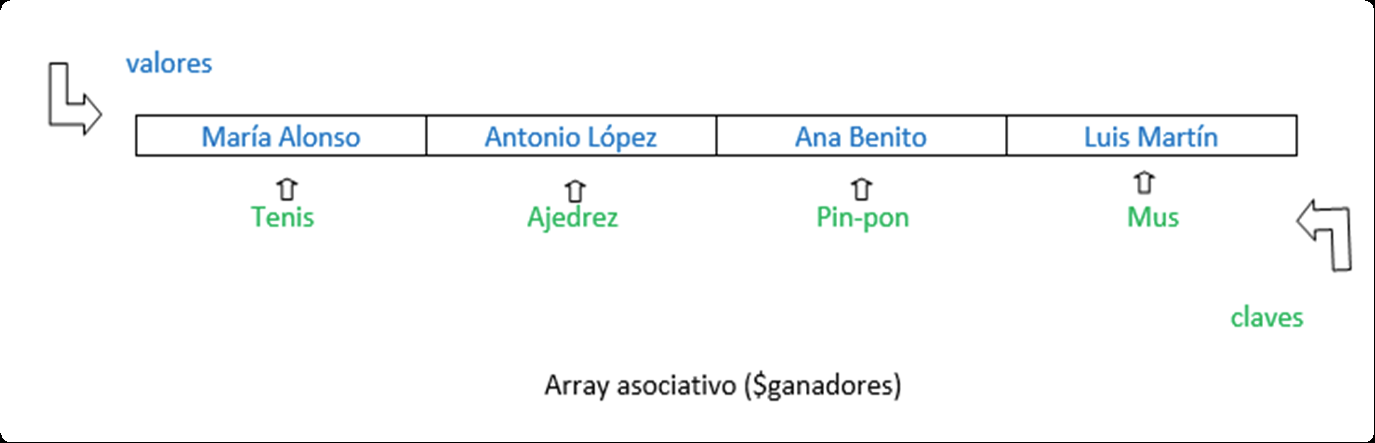 valores
María Alonso Antonio López Ana Benito Luis Martín
Tenis Ajedrez Pin-pon Mus
claves
Array asociativo ($ganadores)